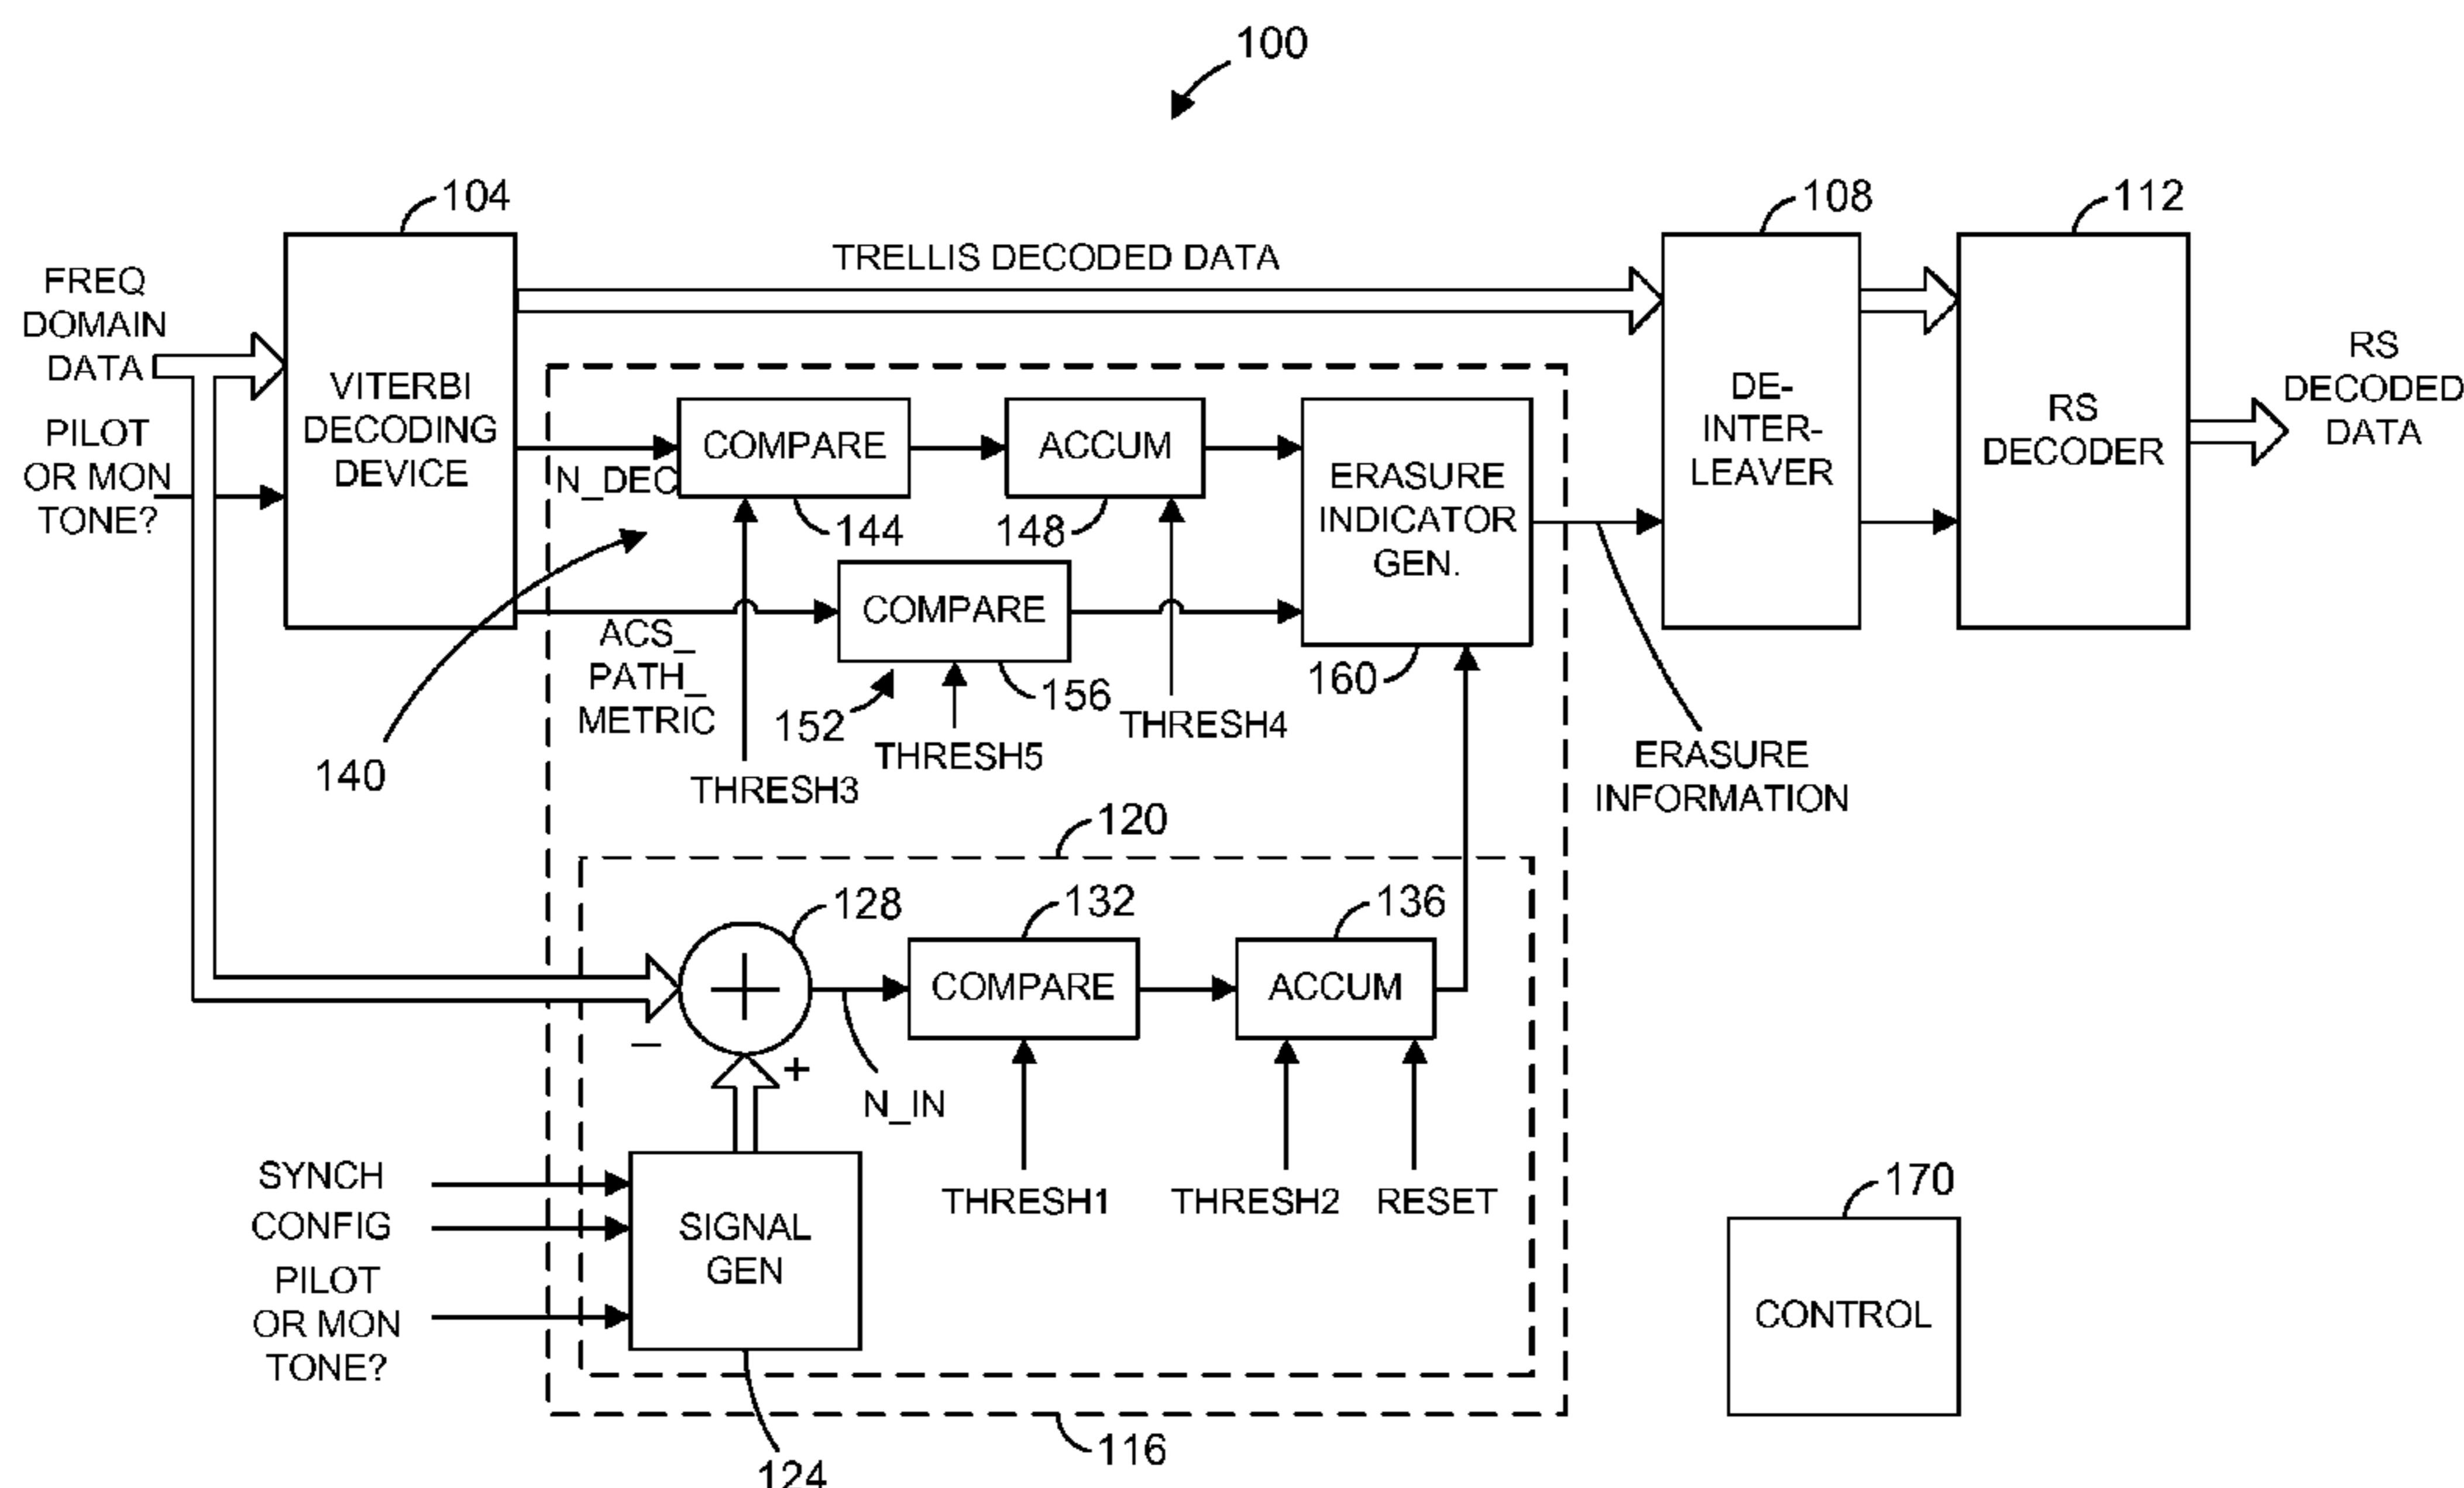 100
104
108
112
FREQ
DOMAIN
DATA
PILOT
OR MON
TONE?
VITERBI
DECODING
DEVICE
TRELLIS DECODED DATA
DE-
INTER-
LEAVER
RS
DECODER
RS
DECODED
DATA
N_DEC
COMPARE
144
ACCUM
148
ERASURE
INDICATOR
GEN.
160
ACS_
PATH_
METRIC
COMPARE
152
156
THRESH5
THRESH4
THRESH3
140
ERASURE
INFORMATION
120
128
132
136
COMPARE
ACCUM
–
+
N_IN
THRESH1
THRESH2
RESET
SYNCH
CONFIG
PILOT
OR MON
TONE?
SIGNAL
GEN
124
116
170
CONTROL